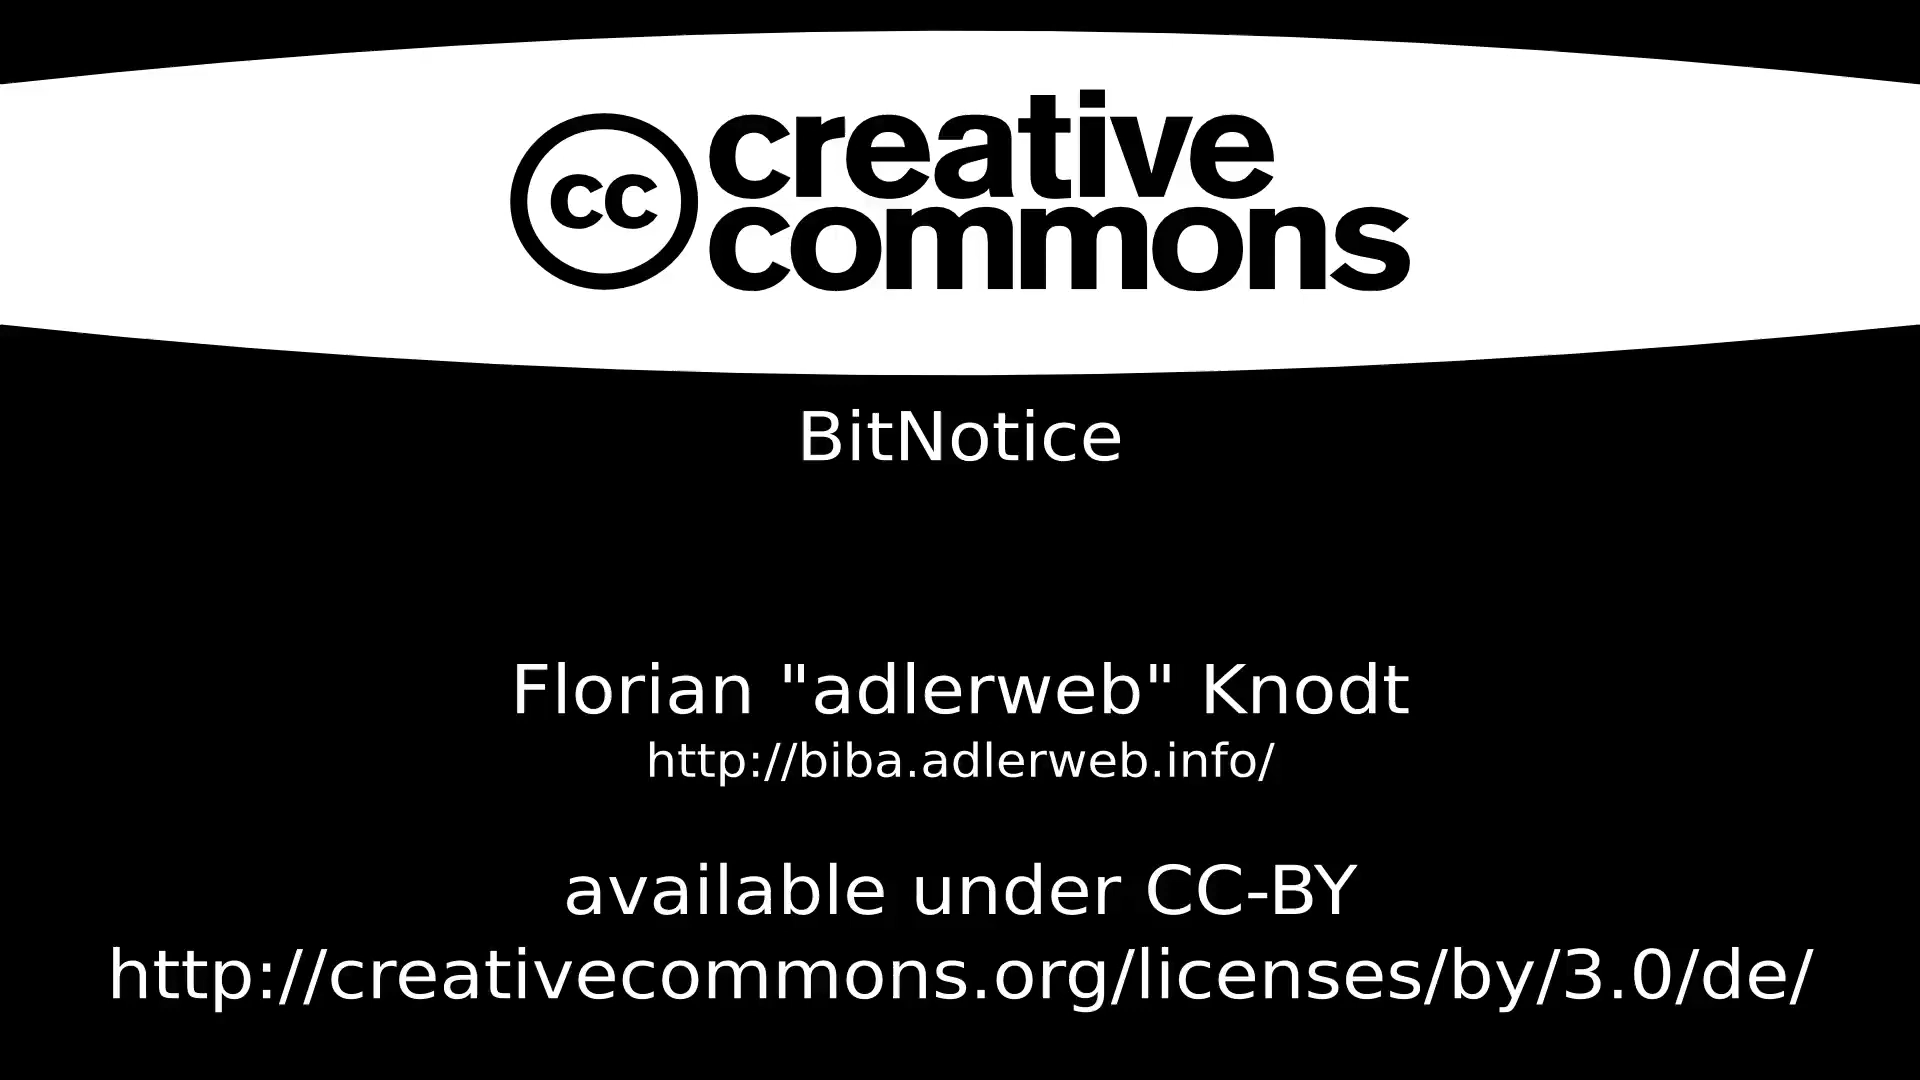 cc creative
commons
BitNotice
Florian "adlerweb" Knodt
http://biba.adlerweb.info/
available under CC-BY
http://creativecommons.org/licenses/by/3.0/de/